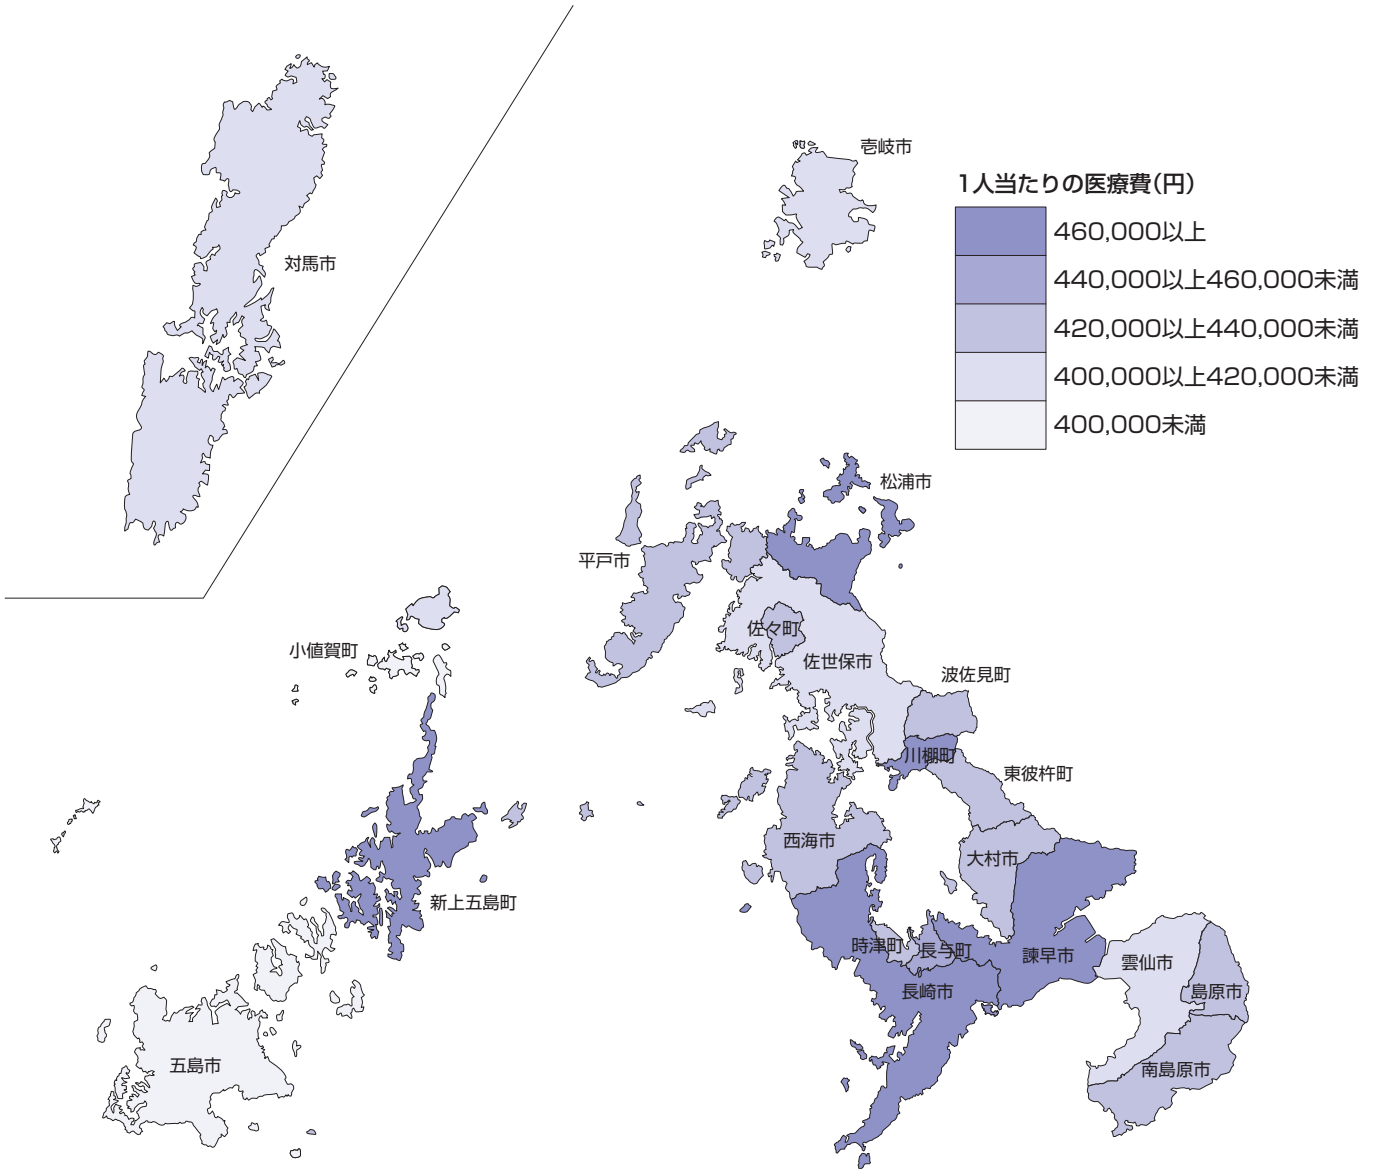 壱岐市
1人当たりの医療費(円)
460,000以上
440,000以上460,000未満
対馬市
420,000以上440,000未満
400,000以上420,000未満
400,000未満
松浦市
平戸市
佐々町
小値賀町
佐世保市
波佐見町
川棚町
東彼杵町
西海市
大村市
新上五島町
時津町
長与町
諫早市
雲仙市
長崎市
島原市
五島市
南島原市